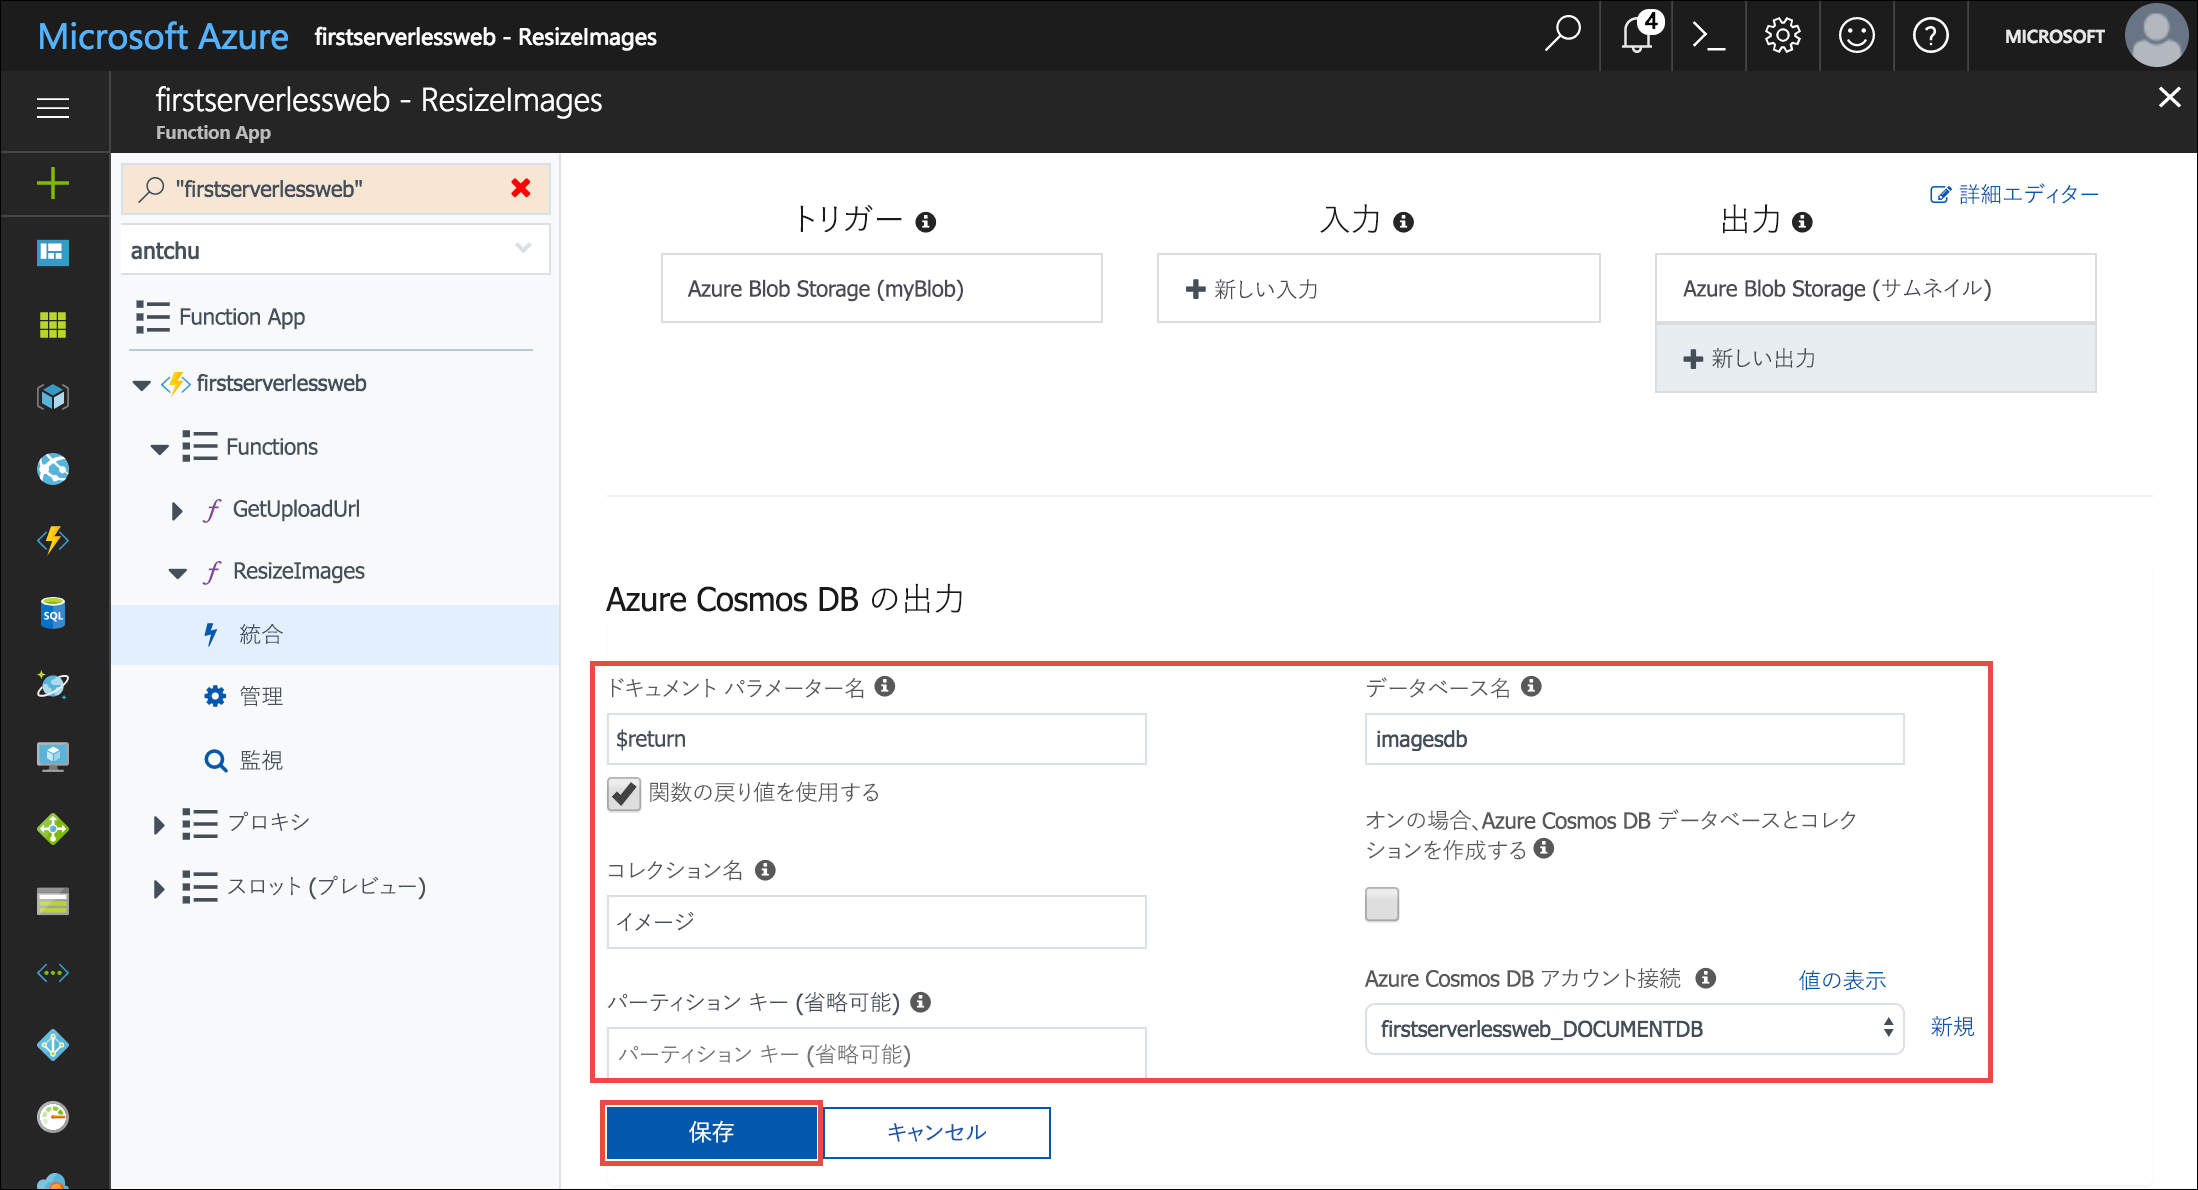 Microsoft Azure firstserverlessweb - ResizeImages
4
MICROSOFT
firstserverlessweb - ResizeImages
Function App
"firstserverlessweb"
antchu
Function App
firstserverlessweb
Functions
GetUploadUrl
ResizeImages
統合
管理
監視
プロキシ
スロット (プレビュー)
SQL
詳細エディター
トリガー
入力
出力
Azure Blob Storage (myBlob)
新しい入力
Azure Blob Storage (サムネイル)
新しい出力
Azure Cosmos DB の出力
ドキュメント パラメーター名
$return
関数の戻り値を使用する
コレクション名
イメージ
パーティション キー (省略可能)
パーティション キー (省略可能)
データベース名
imagesdb
オンの場合、Azure Cosmos DB データベースとコレク
ションを作成する
Azure Cosmos DB アカウント接続
値の表示
firstserverlessweb_DOCUMENTDB
新規
保存
キャンセル